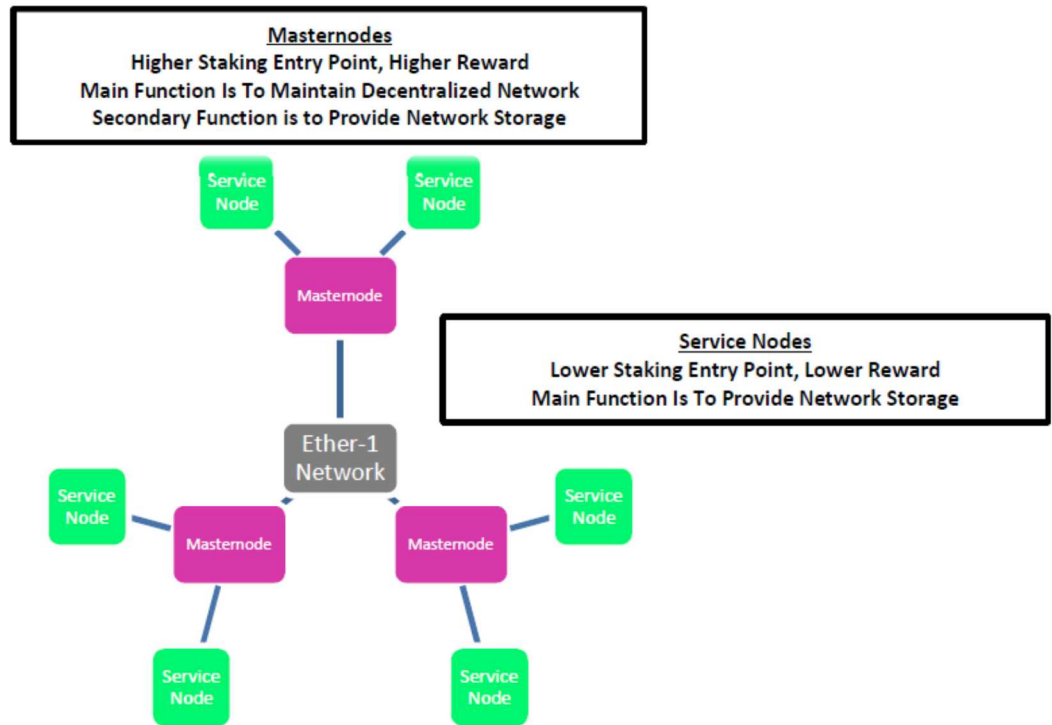 Masternodes
Higher Staking Entry Point, Higher Reward
Main Function Is To Maintain Decentralized Network
Secondary Function is to Provide Network Storage
Service
Node
Service
Node
Masternode
Service Nodes
Lower Staking Entry Point, Lower Reward
Main Function Is To Provide Network Storage
Ether-1
Network
Service
Node
Masternode
Masternode
Service
Node
Service
Node
Service
Node